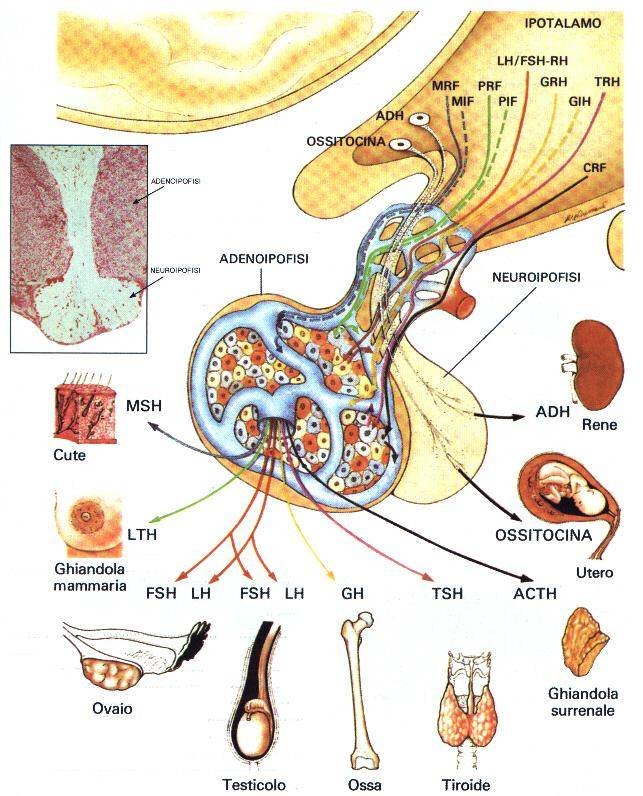 IPOTALAMO
LH/FSH-RH
MRF PRF GRH TRH
MIF PIF GIH
ADH
OSSITOCINA
CRF
ADENOIPOFISI
NEUROIPOFISI
ADENOIPOFISI
NEUROIPOFISI
MSH
Cute
ADH
Rene
LTH
Ghiandola
mammaria
OSSITOCINA
Utero
FSH LH FSH LH GH TSH ACTH
Ovaio
Testicolo
Ossa
Tiroide
Ghiandola
surrenale